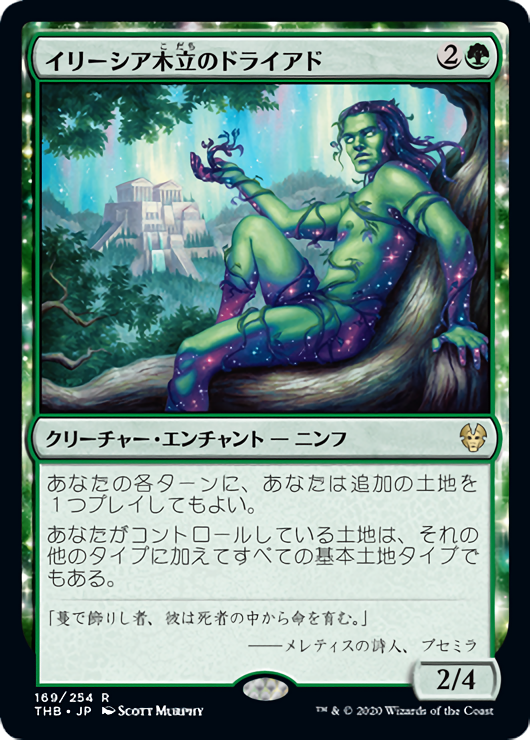 イリーシア木立のドライアド
こだち
2
クリーチャー・エンチャント — ニンフ
あなたの各ターンに、あなたは追加の土地を
１つプレイしてもよい。
あなたがコントロールしている土地は、それの
他のタイプに加えてすべての基本土地タイプで
もある。
「蔓で飾りし者、彼は死者の中から命を育む。」
――メレティスの詩人、ブセミラ
2/4
169/254 R
THB • JP Scott Murphy
™ & © 2020 Wizards of the Coast